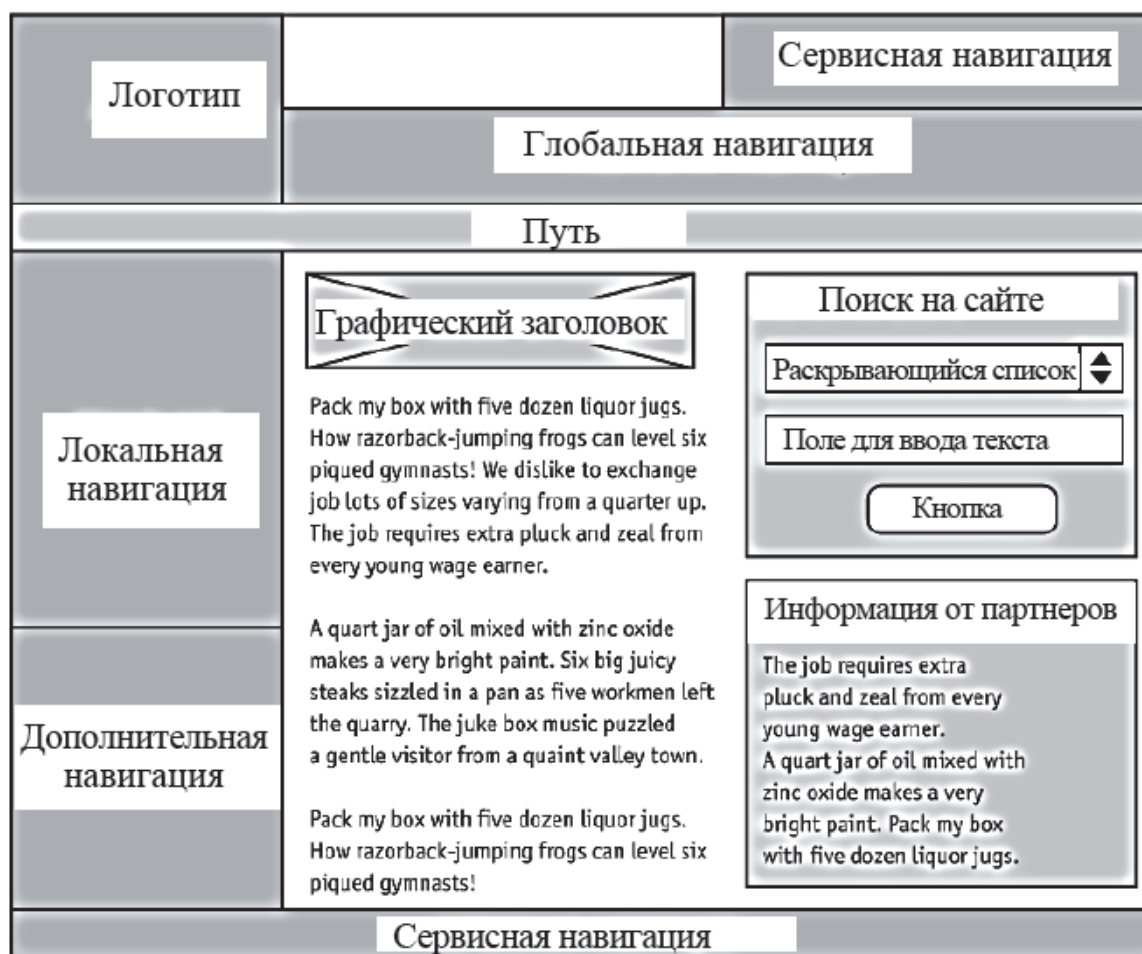 Логотип
Сервисная навигация
Глобальная навигация
Путь
Локальная
навигация
Дополнительная
навигация
Графический заголовок
Pack my box with five dozen liquor jugs.
How razorback-jumping frogs can level six
piqued gymnasts! We dislike to exchange
job lots of sizes varying from a quarter up.
The job requires extra pluck and zeal from
every young wage earner.
A quart jar of oil mixed with zinc oxide
makes a very bright paint. Six big juicy
steaks sizzled in a pan as five workmen left
the quarry. The juke box music puzzled
a gentle visitor from a quaint valley town.
Pack my box with five dozen liquor jugs.
How razorback-jumping frogs can level six
piqued gymnasts!
Поиск на сайте
Раскрывающийся список
Поле для ввода текста
Кнопка
Информация от партнеров
The job requires extra
pluck and zeal from every
young wage earner.
A quart jar of oil mixed with
zinc oxide makes a very
bright paint. Pack my box
with five dozen liquor jugs.
Сервисная навигация